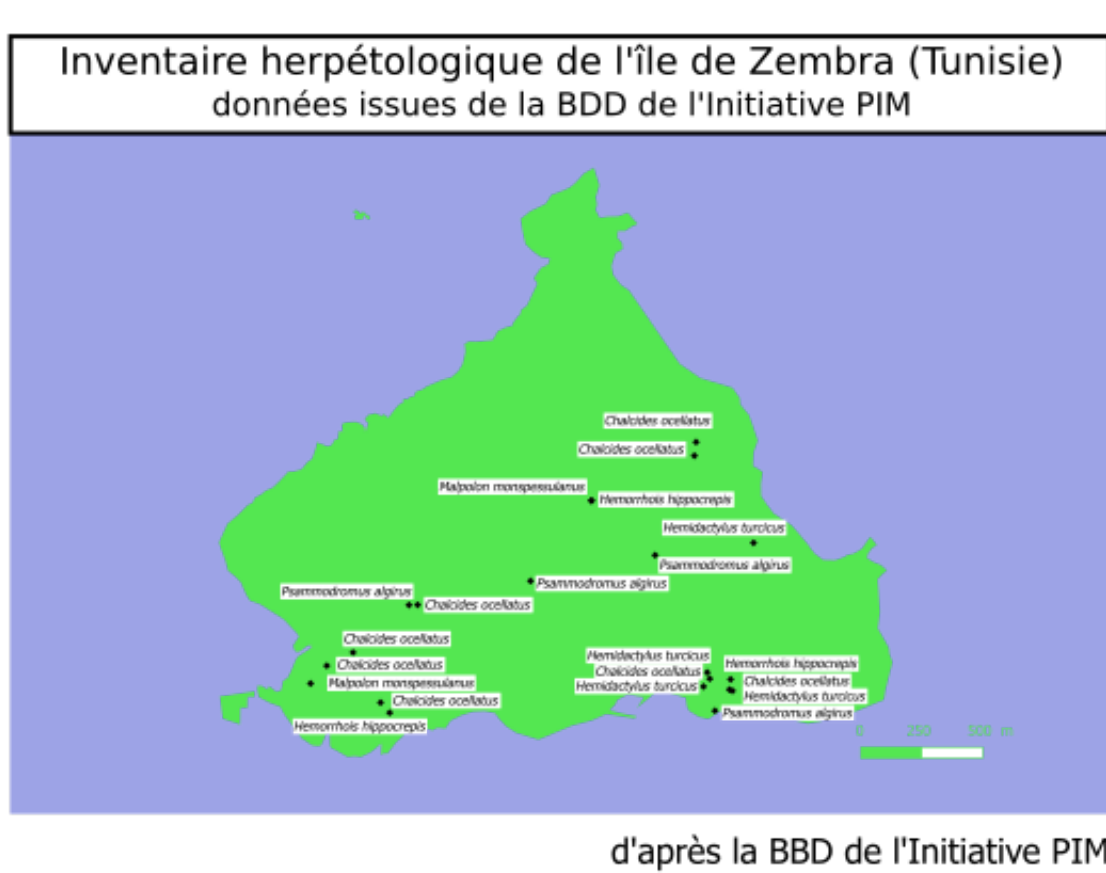 Inventaire herpétologique de l'île de Zembra (Tunisie)
données issues de la BDD de l'Initiative PIM
Chalcides ocellatus
Chalcides ocellatus
Malpolon monspessulanus
Hemorrhois hippocrepis
Hemidactylus turcicus
Psammodromus algirus
Psammodromus algirus
Psammodromus algirus
Chalcides ocellatus
Chalcides ocellatus
Chalcides ocellatus
Malpolon monspessulanus
Chalcides ocellatus
Hemorrhois hippocrepis
Hemidactylus turcicus
Chalcides ocellatus
Hemidactylus turcicus
Hemorrhois hippocrepis
Chalcides ocellatus
Hemidactylus turcicus
Psammodromus algirus
0 250 500 m
d'après la BBD de l'Initiative PIM